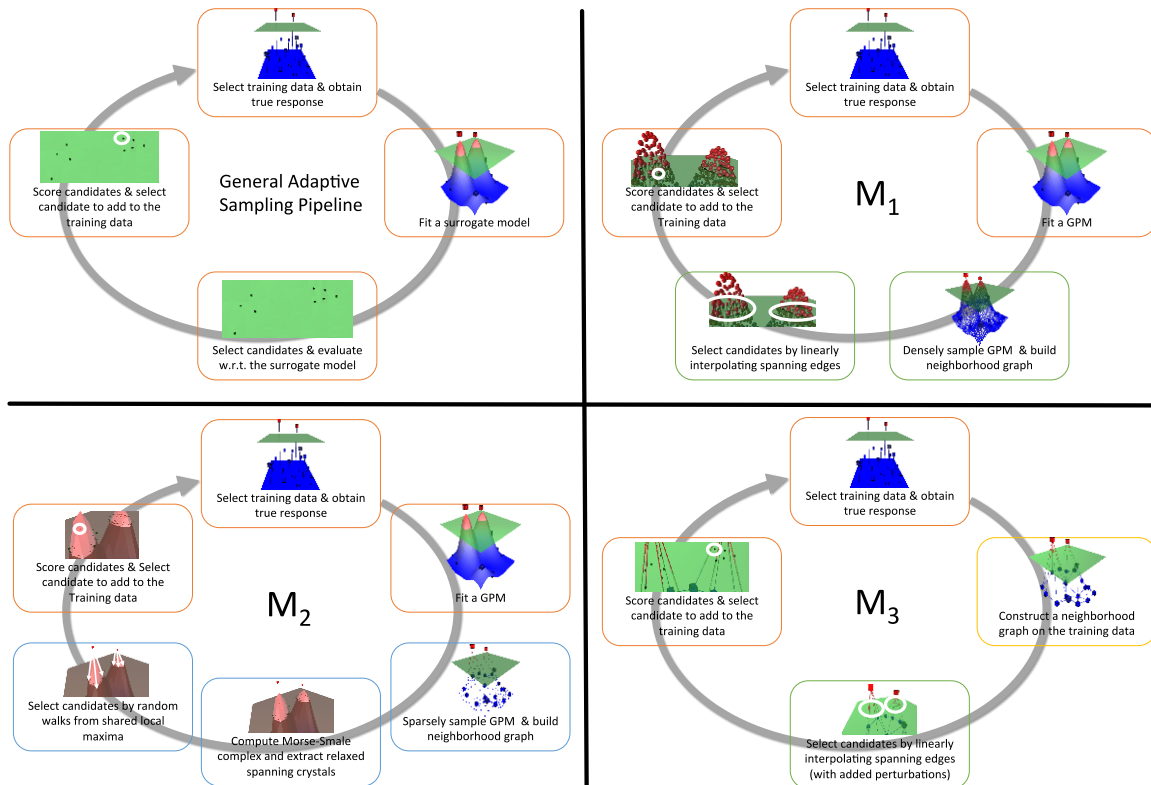 Select training data & obtain
true response
Score candidates & select
candidate to add to the
training data
General Adaptive
Sampling Pipeline
Fit a surrogate model
Select candidates & evaluate
w.r.t. the surrogate model
Select training data & obtain
true response
Score candidates & select
candidate to add to the
Training data
M1
Fit a GPM
Select candidates by linearly
interpolating spanning edges
Densely sample GPM & build
neighborhood graph
Select training data & obtain
true response
Score candidates & Select
candidate to add to the
Training data
M2
Fit a GPM
Select candidates by random
walks from shared local
maxima
Compute Morse-Smale
complex and extract relaxed
spanning crystals
Sparsely sample GPM & build
neighborhood graph
Select training data & obtain
true response
Score candidates & select
candidate to add to the
training data
M3
Construct a neighborhood
graph on the training data
Select candidates by linearly
interpolating spanning edges
(with added perturbations)